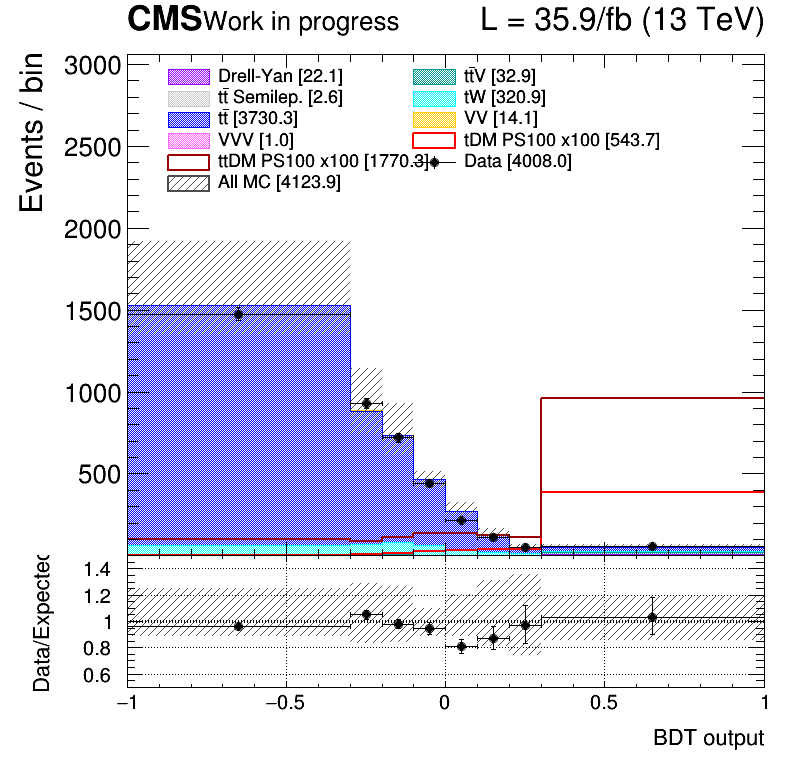 CMS Work in progress L = 35.9/fb (13 TeV)
Events / bin
3000
2500
2000
1500
1000
500
Drell-Yan [22.1] tt̄V [32.9]
tt̄ Semilep. [2.6] tW [320.9]
tt̄ [3730.3] VV [14.1]
VVV [1.0] tDM PS100 x100 [543.7]
ttDM PS100 x100 [1770.3] Data [4008.0]
All MC [4123.9]
Data/Expected
1.4
1.2
1
0.8
0.6
−1 −0.5 0 0.5 1
BDT output